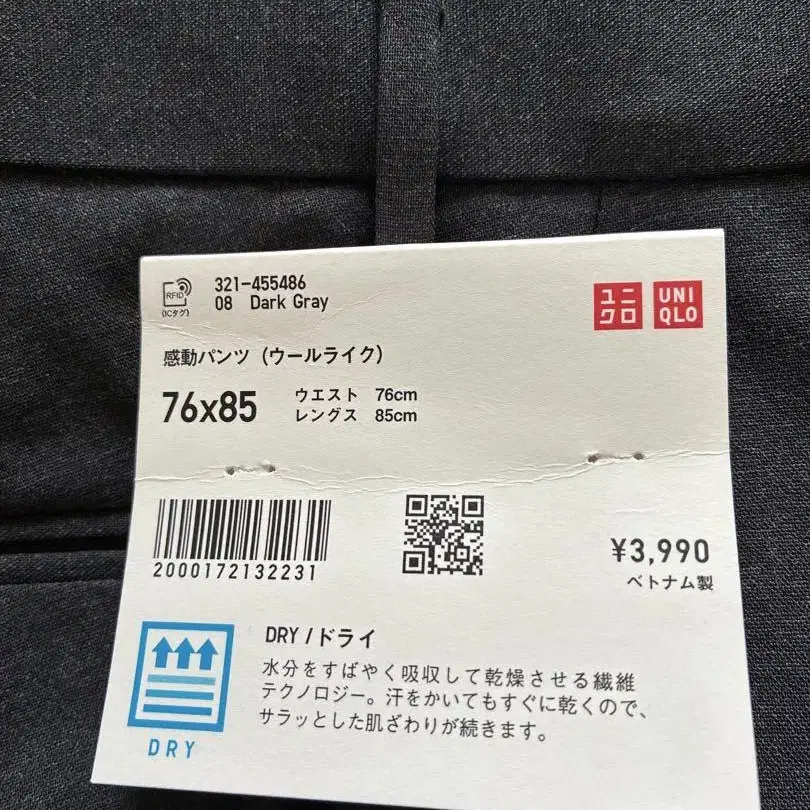 RFID
(ICタグ)
321-455486
08 Dark Gray
ユニ
クロ
UNI
QLO
感動パンツ (ウールライク)
76x85
ウエスト 76cm
レングス 85cm
2000172132231
¥3,990
ベトナム製
DRY
DRY / ドライ
水分をすばやく吸収して乾燥させる繊維
テクノロジー。汗をかいてもすぐに乾くので、
サラッとした肌ざわりが続きます。